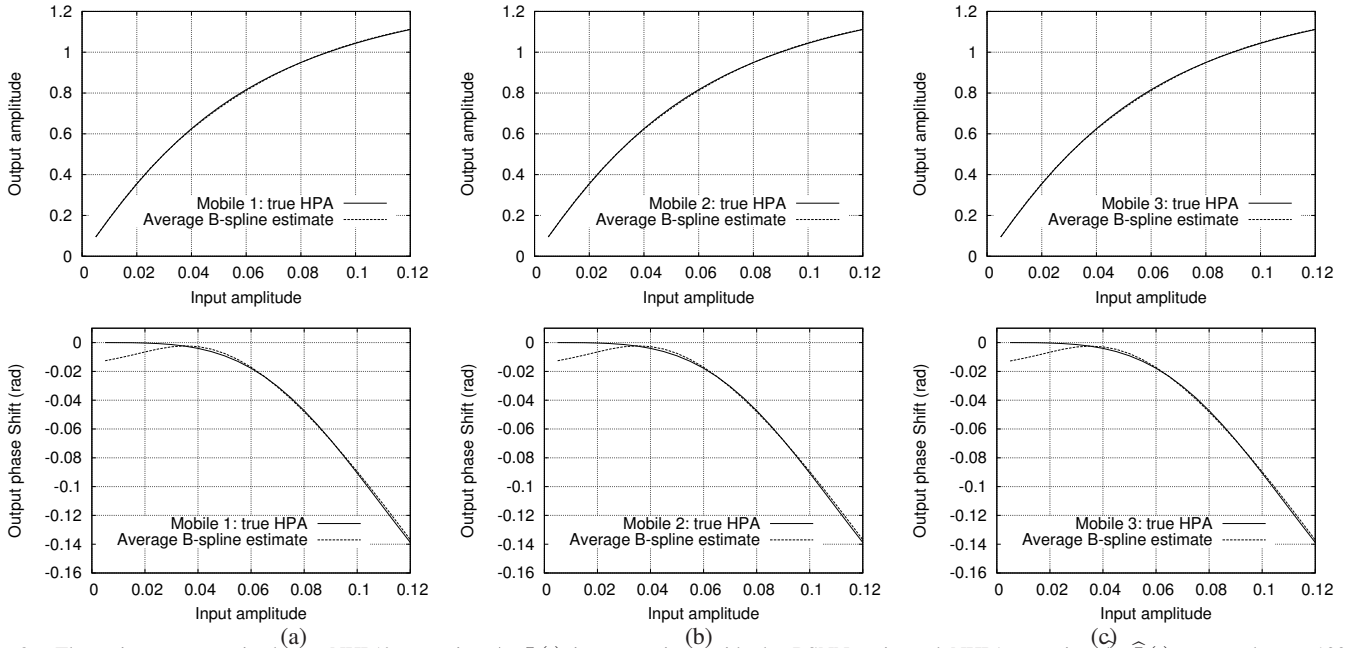 1.2
1
0.8
0.6
0.4
0.2
0
Output amplitude
Mobile 1: true HPA
Average B-spline estimate
0 0.02 0.04 0.06 0.08 0.1 0.12
Input amplitude
1.2
1
0.8
0.6
0.4
0.2
0
Output amplitude
Mobile 2: true HPA
Average B-spline estimate
0 0.02 0.04 0.06 0.08 0.1 0.12
Input amplitude
1.2
1
0.8
0.6
0.4
0.2
0
Output amplitude
Mobile 3: true HPA
Average B-spline estimate
0 0.02 0.04 0.06 0.08 0.1 0.12
Input amplitude
0
-0.02
-0.04
-0.06
-0.08
-0.1
-0.12
-0.14
-0.16
Output phase Shift (rad)
Mobile 1: true HPA
Average B-spline estimate
0 0.02 0.04 0.06 0.08 0.1 0.12
Input amplitude
(a)
0
-0.02
-0.04
-0.06
-0.08
-0.1
-0.12
-0.14
-0.16
Output phase Shift (rad)
Mobile 2: true HPA
Average B-spline estimate
0 0.02 0.04 0.06 0.08 0.1 0.12
Input amplitude
(b)
0
-0.02
-0.04
-0.06
-0.08
-0.1
-0.12
-0.14
-0.16
Output phase Shift (rad)
Mobile 3: true HPA
Average B-spline estimate
0 0.02 0.04 0.06 0.08 0.1 0.12
Input amplitude
(c)